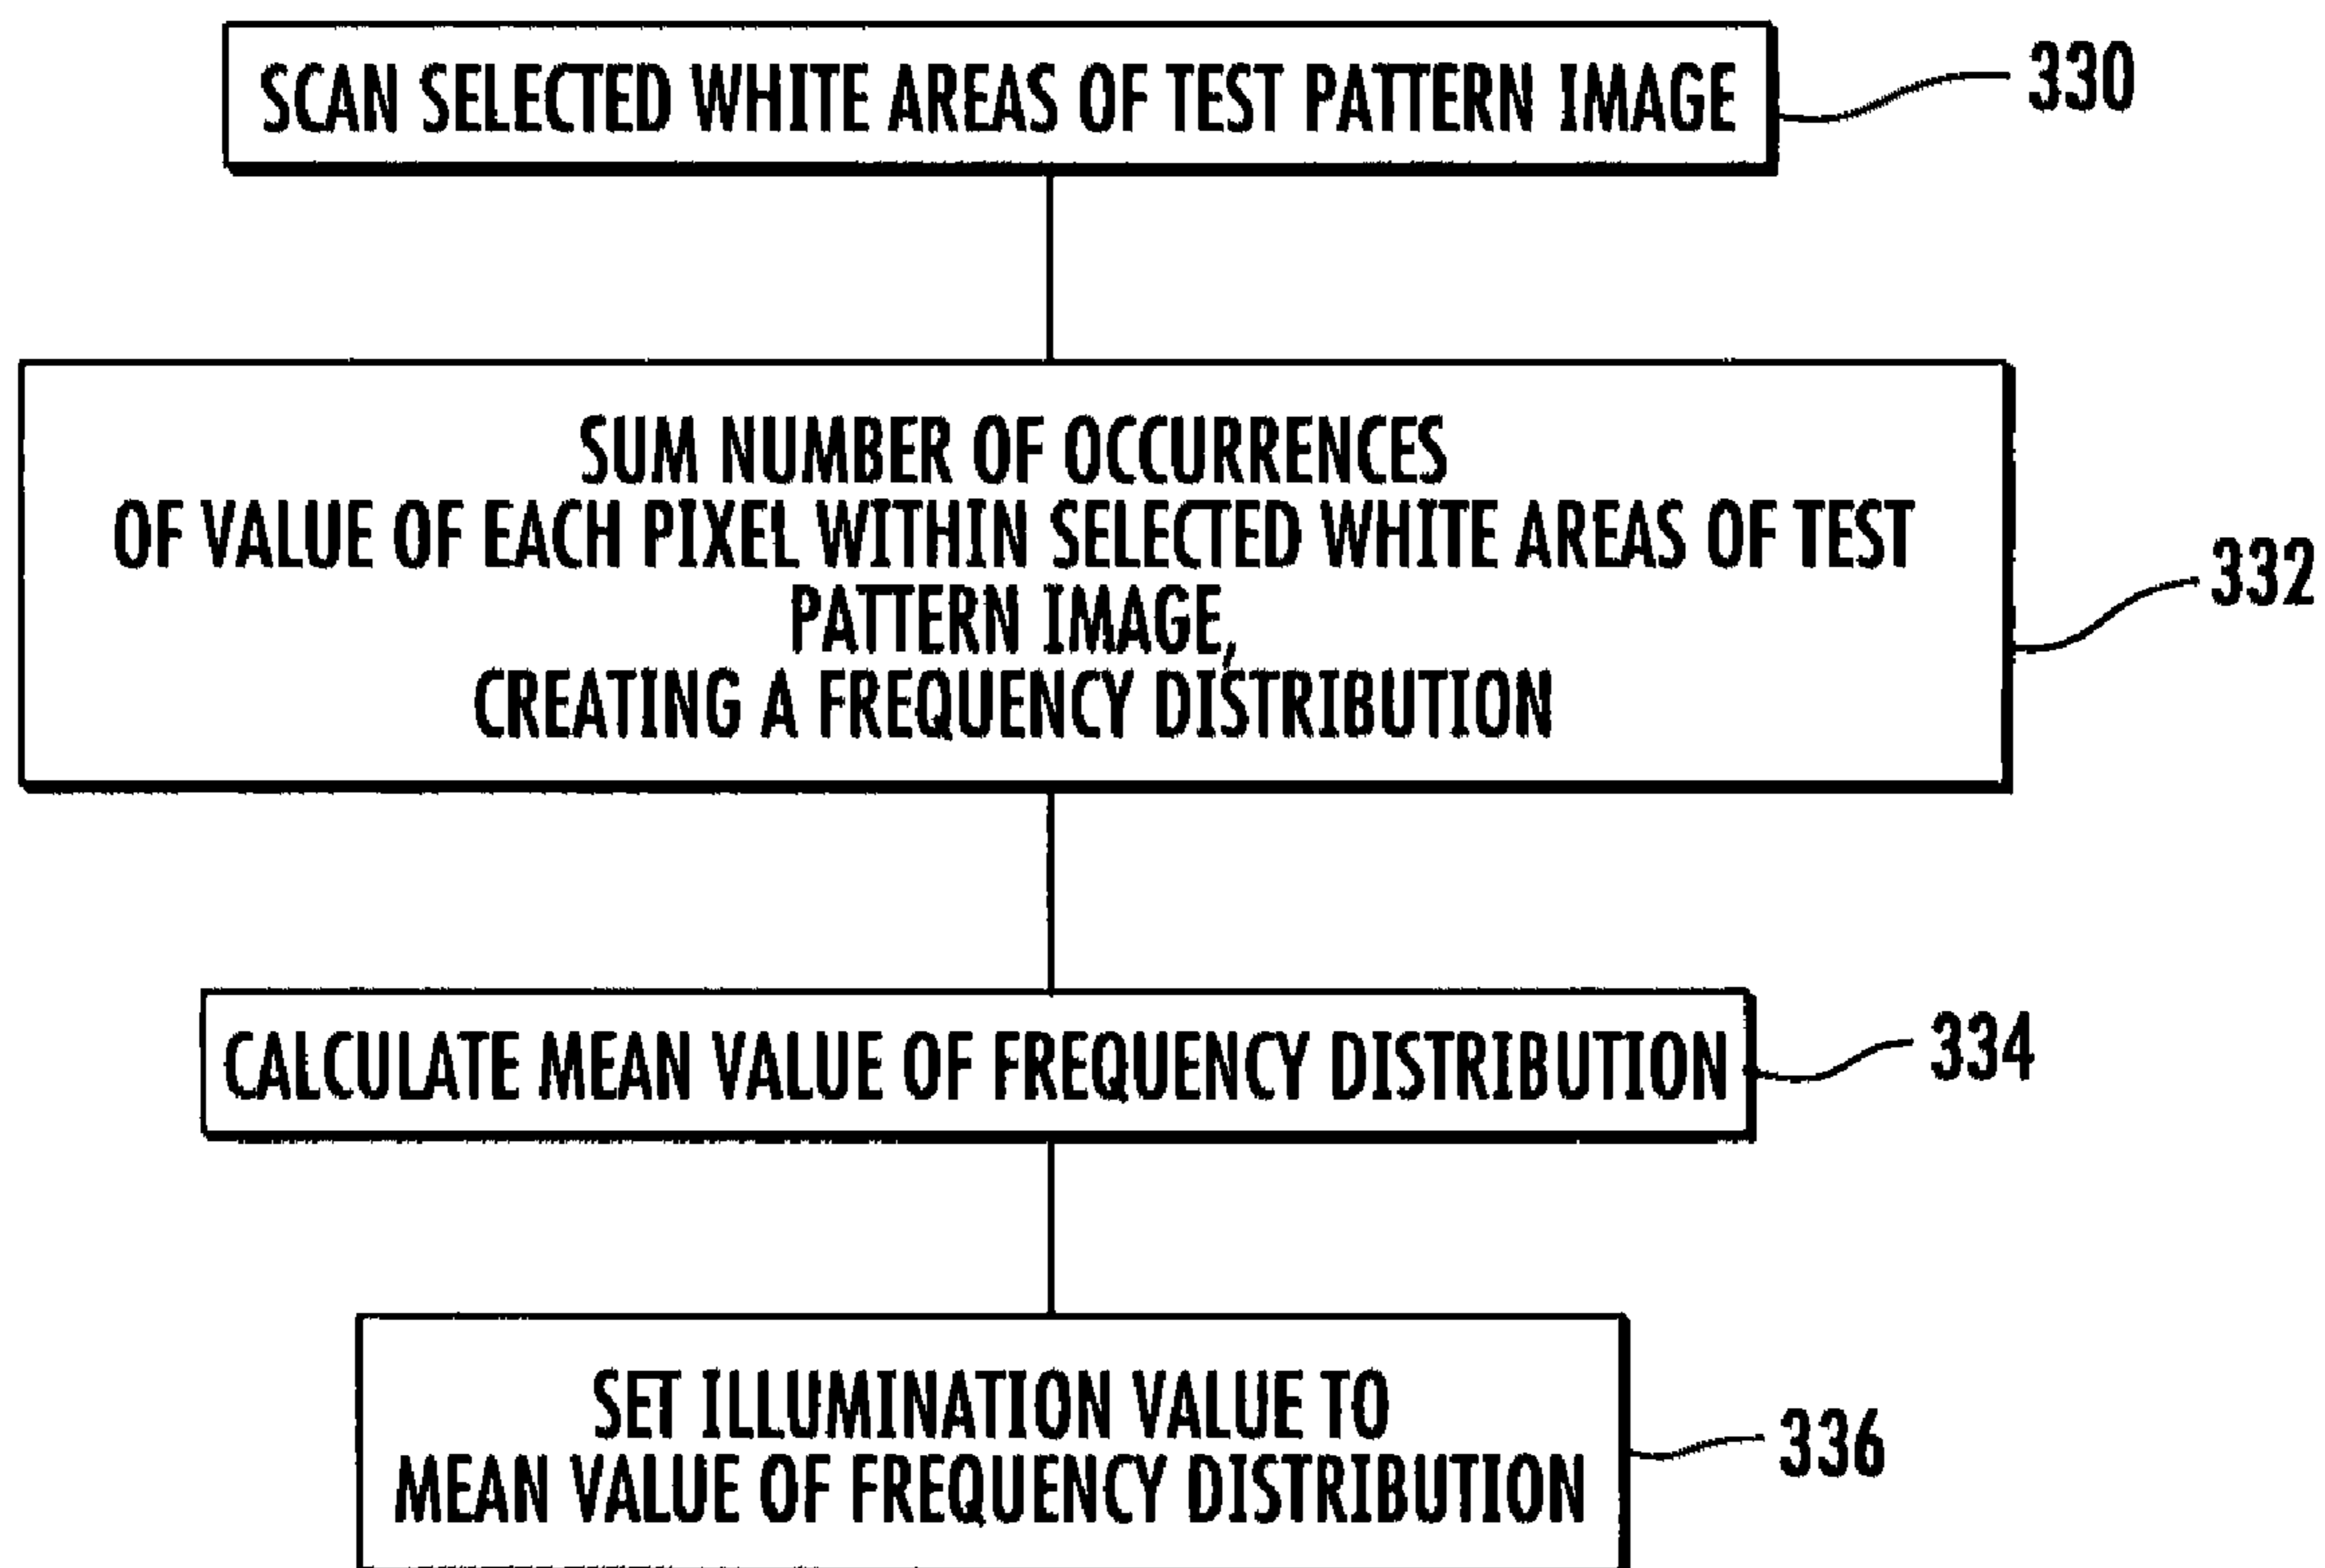 SCAN SELECTED WHITE AREAS OF TEST PATTERN IMAGE
330
SUM NUMBER OF OCCURRENCES
OF VALUE OF EACH PIXEL WITHIN SELECTED WHITE AREAS OF TEST
PATTERN IMAGE,
CREATING A FREQUENCY DISTRIBUTION
332
CALCULATE MEAN VALUE OF FREQUENCY DISTRIBUTION
334
SET ILLUMINATION VALUE TO
MEAN VALUE OF FREQUENCY DISTRIBUTION
336